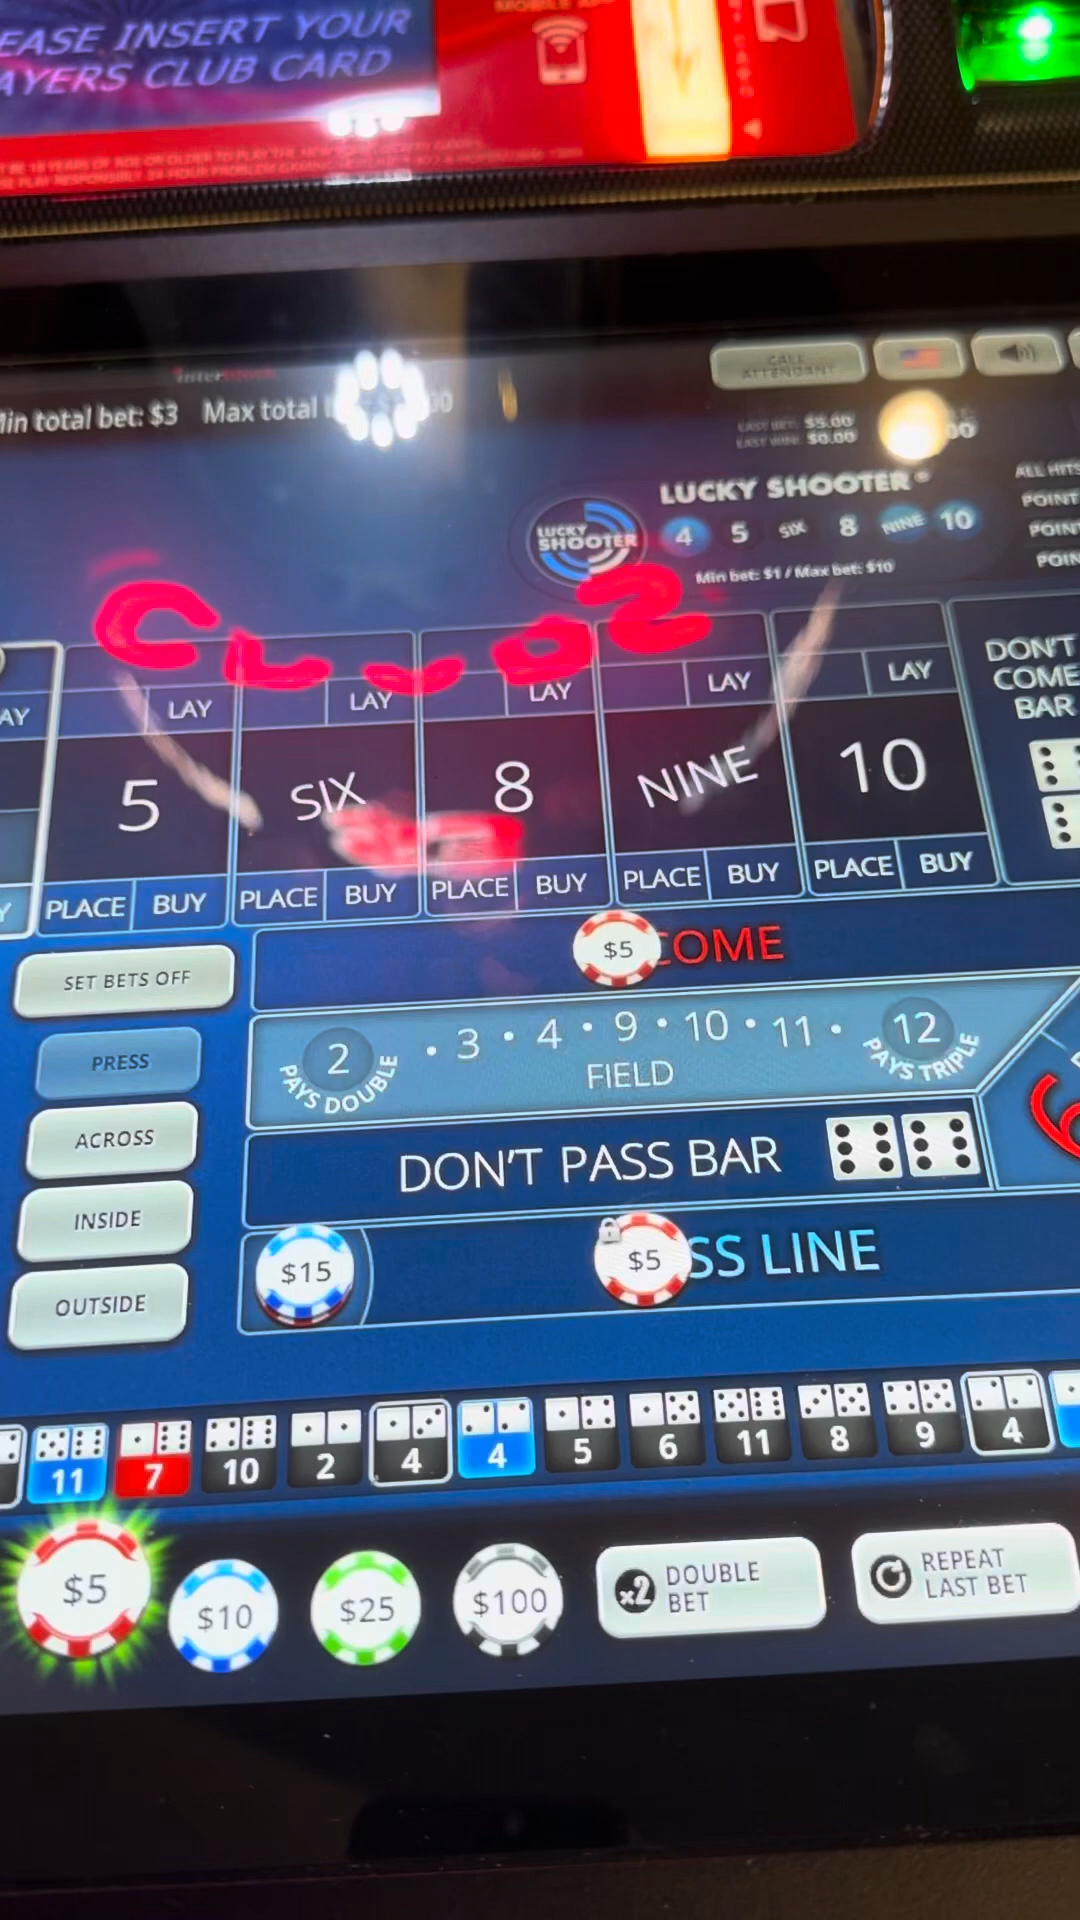 EASE INSERT YOUR
AYERS CLUB CARD
Interblock
Min total bet: $3 Max total
CALL ATTENDANT
LAST BET: $5.00
LAST WIN: $0.00
LUCKY SHOOTER
LUCKY SHOOTER
4 5 SIX 8 NINE 10
Min bet: $1 / Max bet: $10
ALL HITS
POINT
POINT
POIN
AY LAY LAY LAY LAY LAY
5 SIX 8 NINE 10
DON'T COME BAR
Y PLACE BUY PLACE BUY PLACE BUY PLACE BUY PLACE BUY
SET BETS OFF
$5 COME
PRESS
2 PAYS DOUBLE • 3 • 4 • 9 • 10 • 11 • 12 PAYS TRIPLE
FIELD
6
ACROSS
DON'T PASS BAR
INSIDE
$15 $5 SS LINE
OUTSIDE
11 7 10 2 4 4 5 6 11 8 9 4
$5 $10 $25 $100 x2 DOUBLE BET REPEAT LAST BET